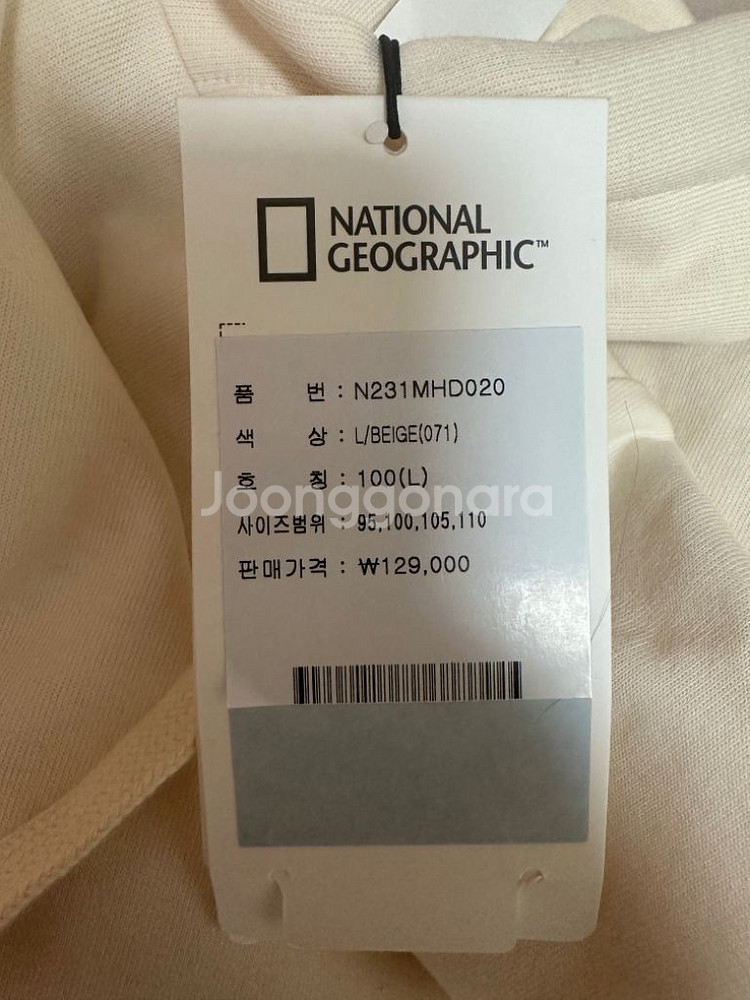 NATIONAL
GEOGRAPHIC™
품 번 : N231MHD020
색 상 : L/BEIGE(071)
호 칭 : 100(L)
Joonggonara
사이즈범위 : 95,100,105,110
판매가격 : ₩129,000